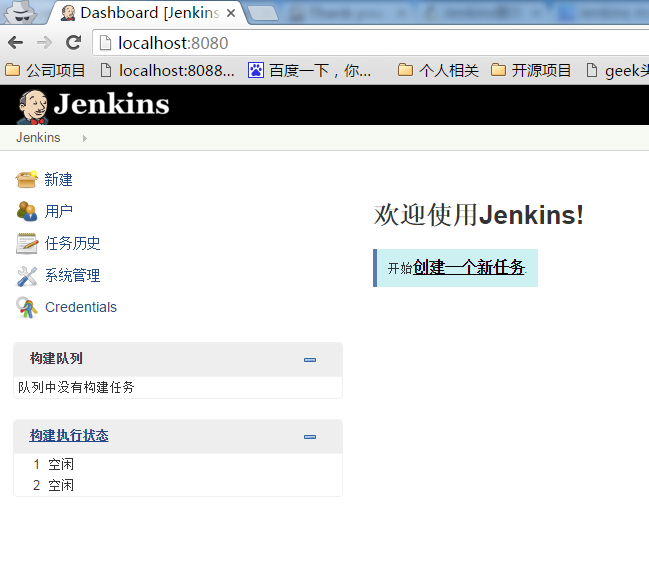 Dashboard [Jenkins
localhost:8080
公司项目
localhost:8088...
百度一下，你...
个人相关
开源项目
geek头
Jenkins
Jenkins
新建
用户
任务历史
系统管理
Credentials
欢迎使用Jenkins!
开始创建一个新任务.
构建队列
队列中没有构建任务
构建执行状态
1 空闲
2 空闲